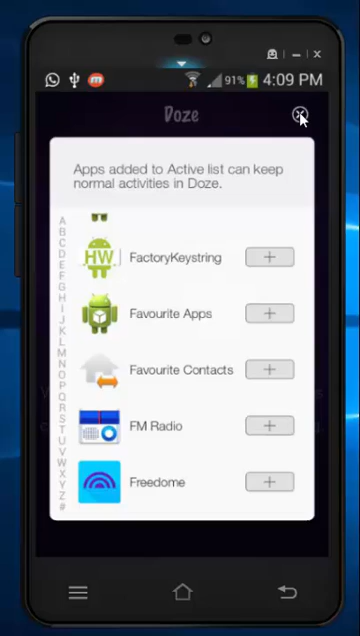 91% 4:09 PM
Doze
Apps added to Active list can keep
normal activities in Doze.
A
B
C
D
E
F
G
H
I
J
K
L
M
N
O
P
Q
R
S
T
U
V
W
X
Y
Z
#
HW
FactoryKeystring
Favourite Apps
Favourite Contacts
FM Radio
Freedome